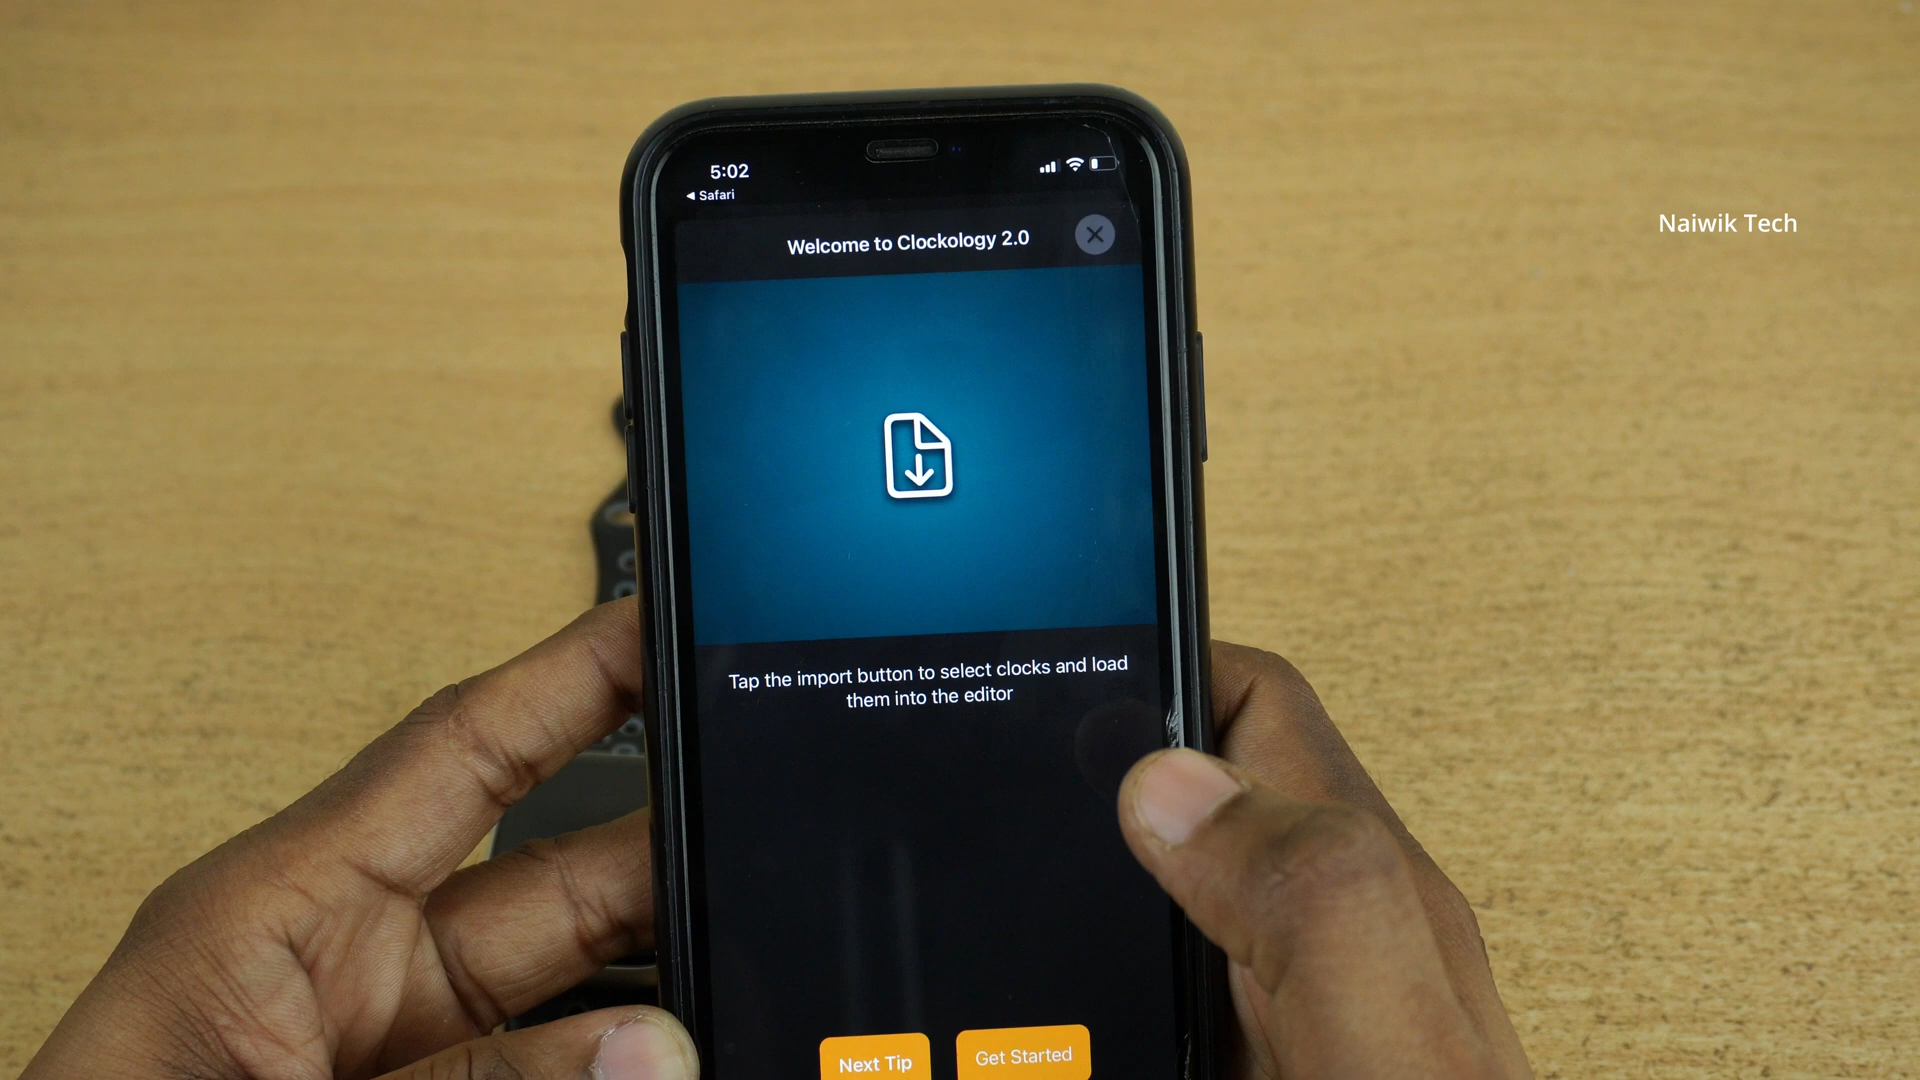 5:02
◀ Safari
Welcome to Clockology 2.0
Naiwik Tech
Tap the import button to select clocks and load
them into the editor
Next Tip
Get Started